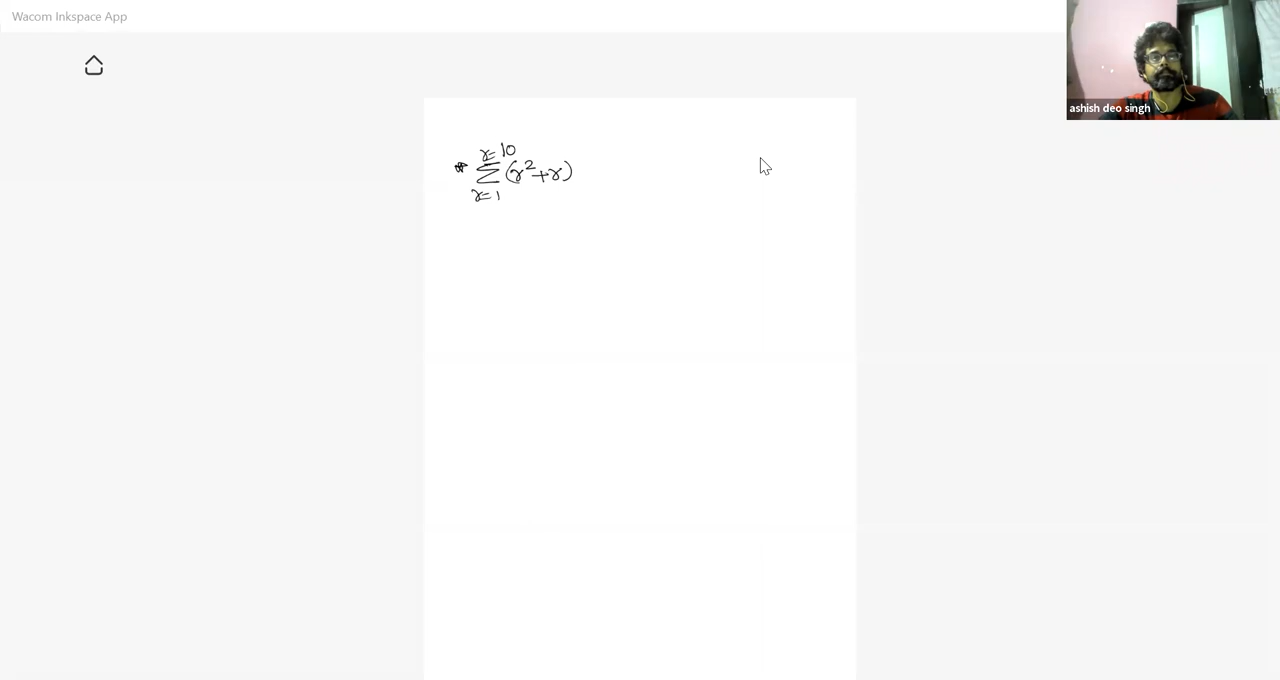 Wacom Inkspace App
ashish deo singh
r=10
* Σ(r²+r)
r=1